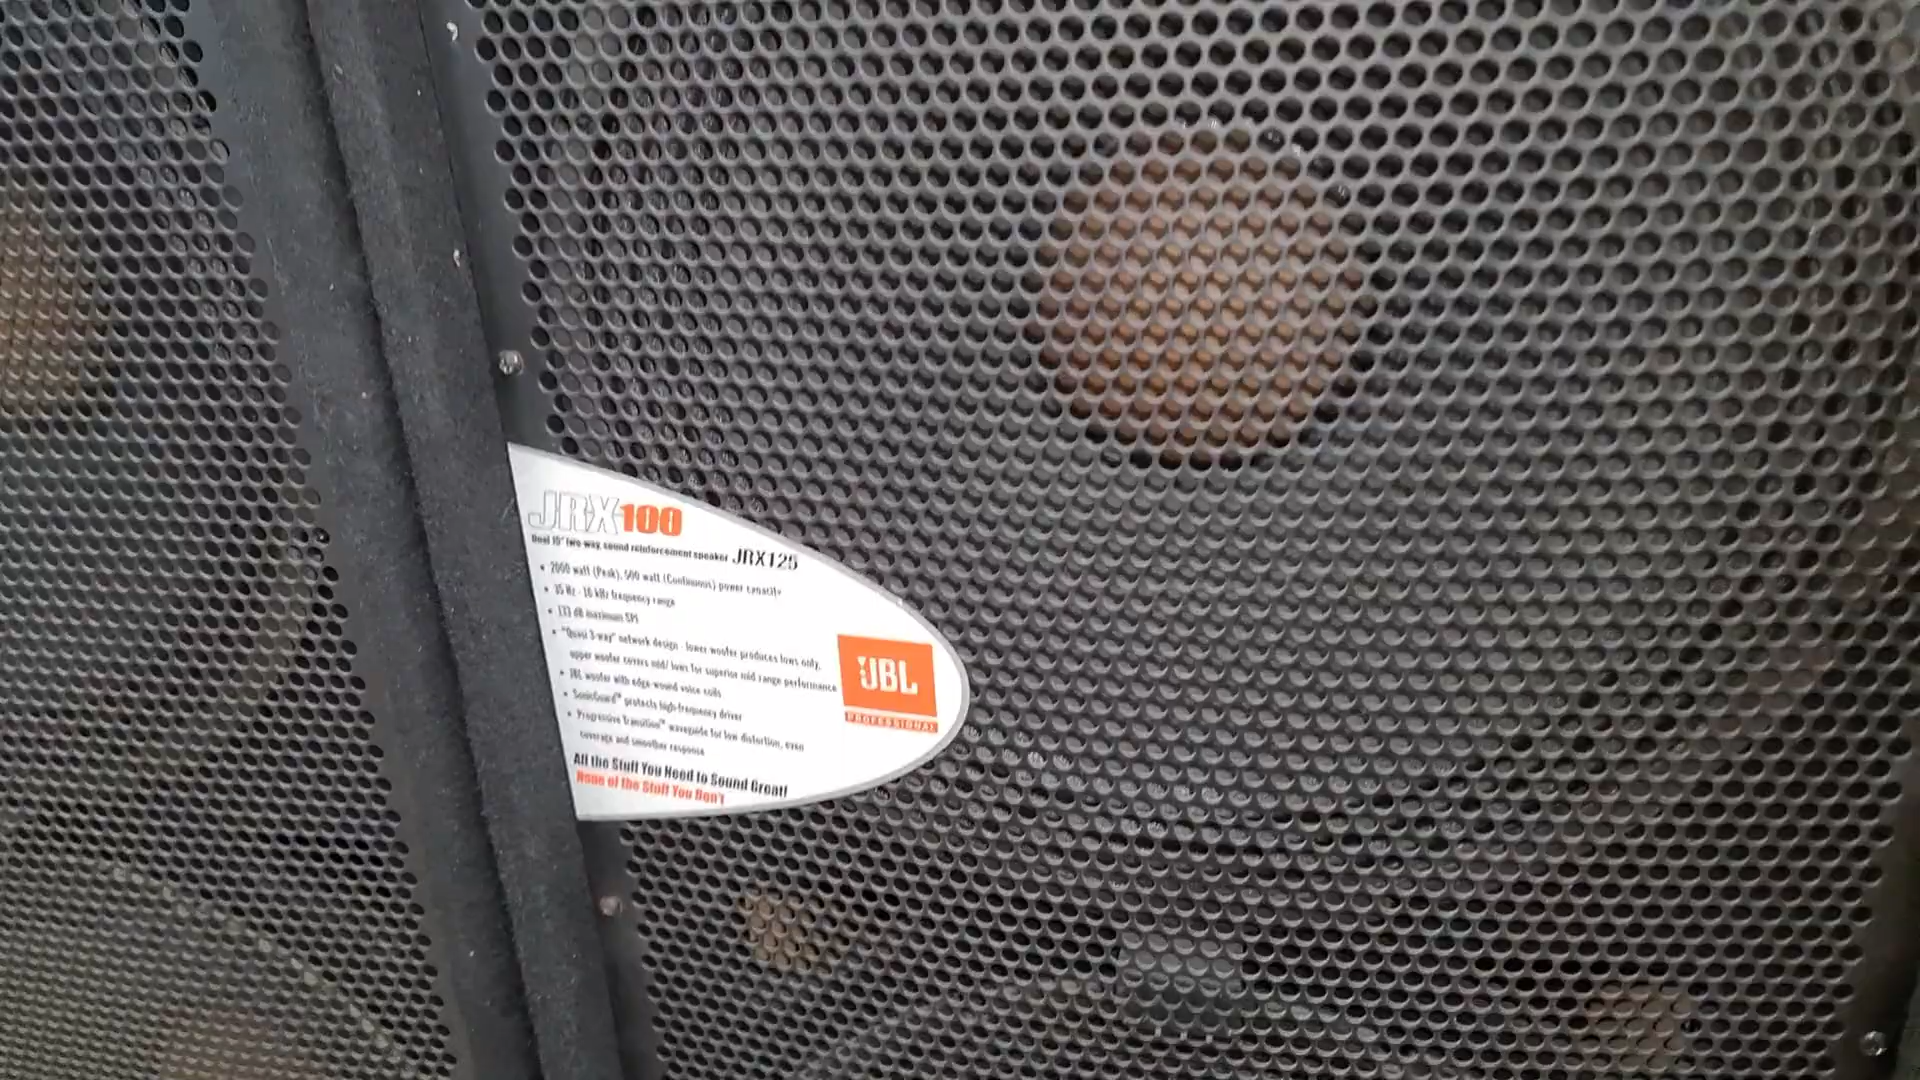 JRX100
Dual 15" two-way, sound reinforcement speaker JRX125
• 2000 watt (Peak), 500 watt (Continuous) power capacity
• 35 Hz - 16 kHz frequency range
• 133 dB maximum SPL
• "Quasi 3-way" network design - lower woofer produces lows only,
upper woofer covers mid/ lows for superior mid range performance
• JBL woofer with edge-wound voice coils
• SonicGuard™ protects high-frequency driver
• Progressive Transition™ waveguide for low distortion, even
coverage and smoother response
All the Stuff You Need to Sound Great!
None of the Stuff You Don't
JBL
PROFESSIONAL